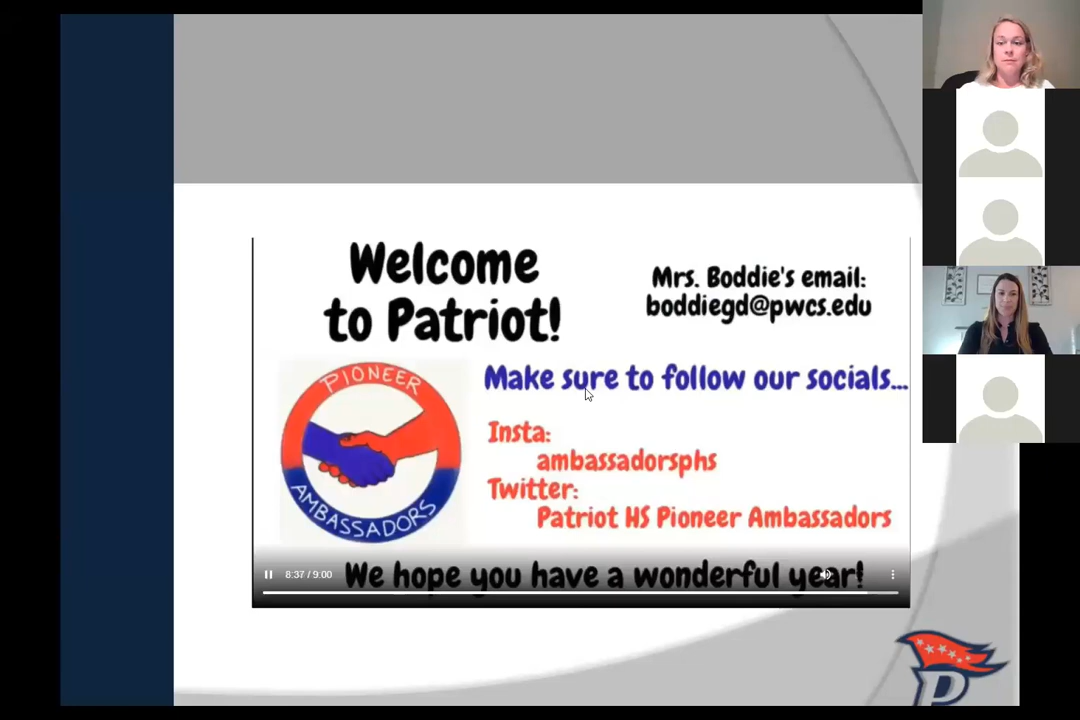 Welcome
to Patriot!
Mrs. Boddie's email:
boddiegd@pwcs.edu
PIONEER
AMBASSADORS
Make sure to follow our socials...
Insta:
ambassadorsphs
Twitter:
Patriot HS Pioneer Ambassadors
8:37 / 9:00
We hope you have a wonderful year!
P